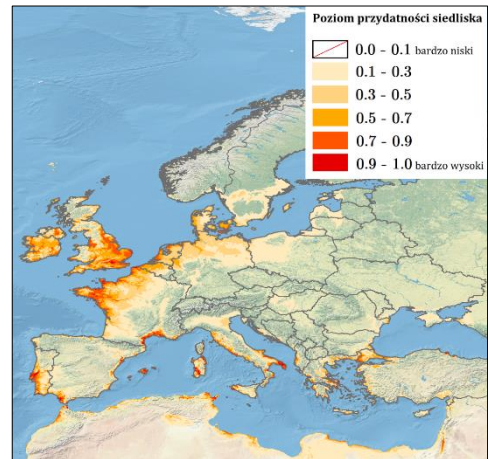 Poziom przydatności siedliska
0.0 - 0.1 bardzo niski
0.1 - 0.3
0.3 - 0.5
0.5 - 0.7
0.7 - 0.9
0.9 - 1.0 bardzo wysoki